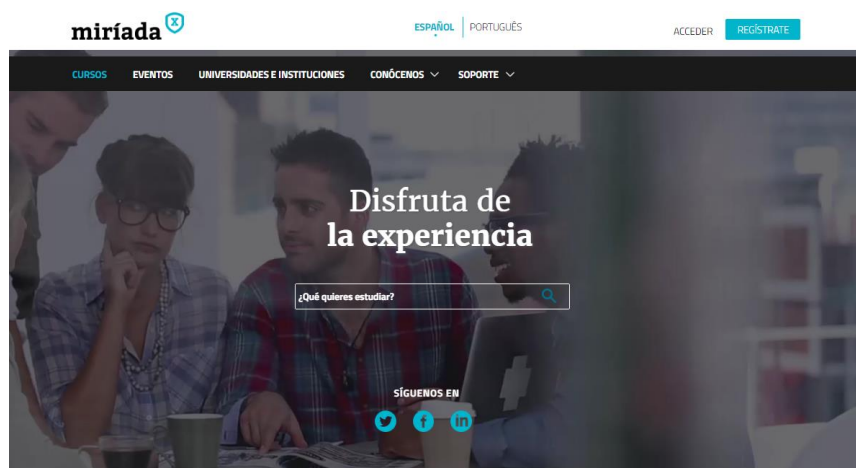 miríada x
ESPAÑOL PORTUGUÊS
ACCEDER REGÍSTRATE
CURSOS EVENTOS UNIVERSIDADES E INSTITUCIONES CONÓCENOS SOPORTE
Disfruta de
la experiencia
¿Qué quieres estudiar?
SÍGUENOS EN
f in